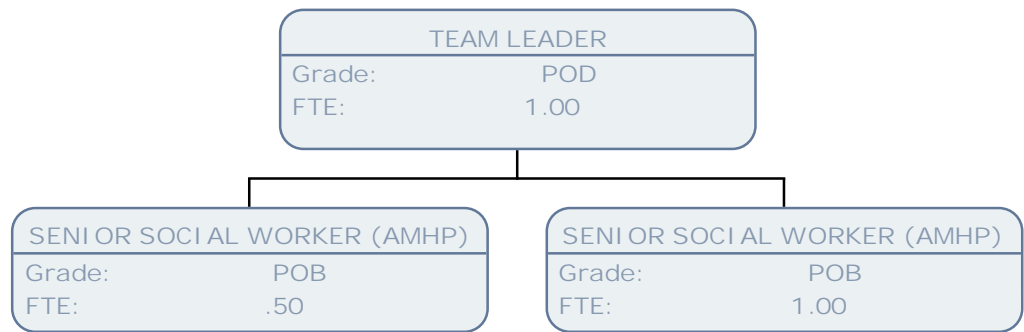 TEAM LEADER
Grade: POD
FTE: 1.00
SENIOR SOCIAL WORKER (AMHP)
Grade: POB
FTE: .50
SENIOR SOCIAL WORKER (AMHP)
Grade: POB
FTE: 1.00